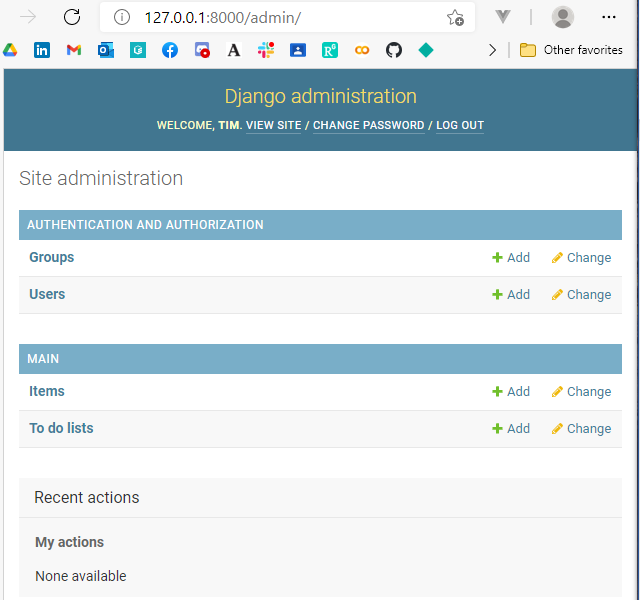 127.0.0.1:8000/admin/
Other favorites
Django administration
WELCOME, TIM. VIEW SITE / CHANGE PASSWORD / LOG OUT
Site administration
AUTHENTICATION AND AUTHORIZATION
Groups Add Change
Users Add Change
MAIN
Items Add Change
To do lists Add Change
Recent actions
My actions
None available